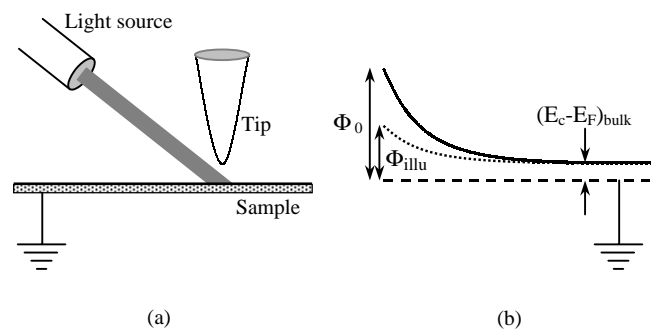 Light source
Tip
Sample
(a)
Φ0
Φillu
(Ec-EF)bulk
(b)